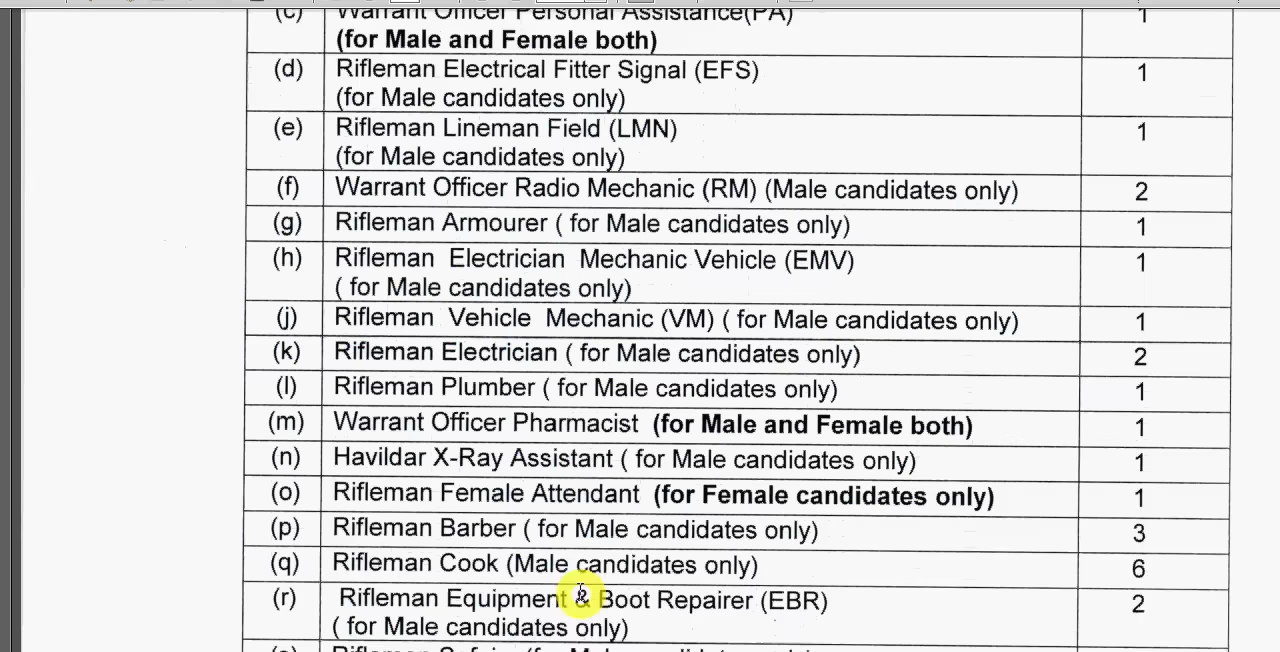 (c) Warrant Officer Personal Assistance(PA) 1
(for Male and Female both)
(d) Rifleman Electrical Fitter Signal (EFS) 1
(for Male candidates only)
(e) Rifleman Lineman Field (LMN) 1
(for Male candidates only)
(f) Warrant Officer Radio Mechanic (RM) (Male candidates only) 2
(g) Rifleman Armourer ( for Male candidates only) 1
(h) Rifleman Electrician Mechanic Vehicle (EMV) 1
( for Male candidates only)
(j) Rifleman Vehicle Mechanic (VM) ( for Male candidates only) 1
(k) Rifleman Electrician ( for Male candidates only) 2
(l) Rifleman Plumber ( for Male candidates only) 1
(m) Warrant Officer Pharmacist (for Male and Female both) 1
(n) Havildar X-Ray Assistant ( for Male candidates only) 1
(o) Rifleman Female Attendant (for Female candidates only) 1
(p) Rifleman Barber ( for Male candidates only) 3
(q) Rifleman Cook (Male candidates only) 6
(r) Rifleman Equipment & Boot Repairer (EBR) 2
( for Male candidates only)